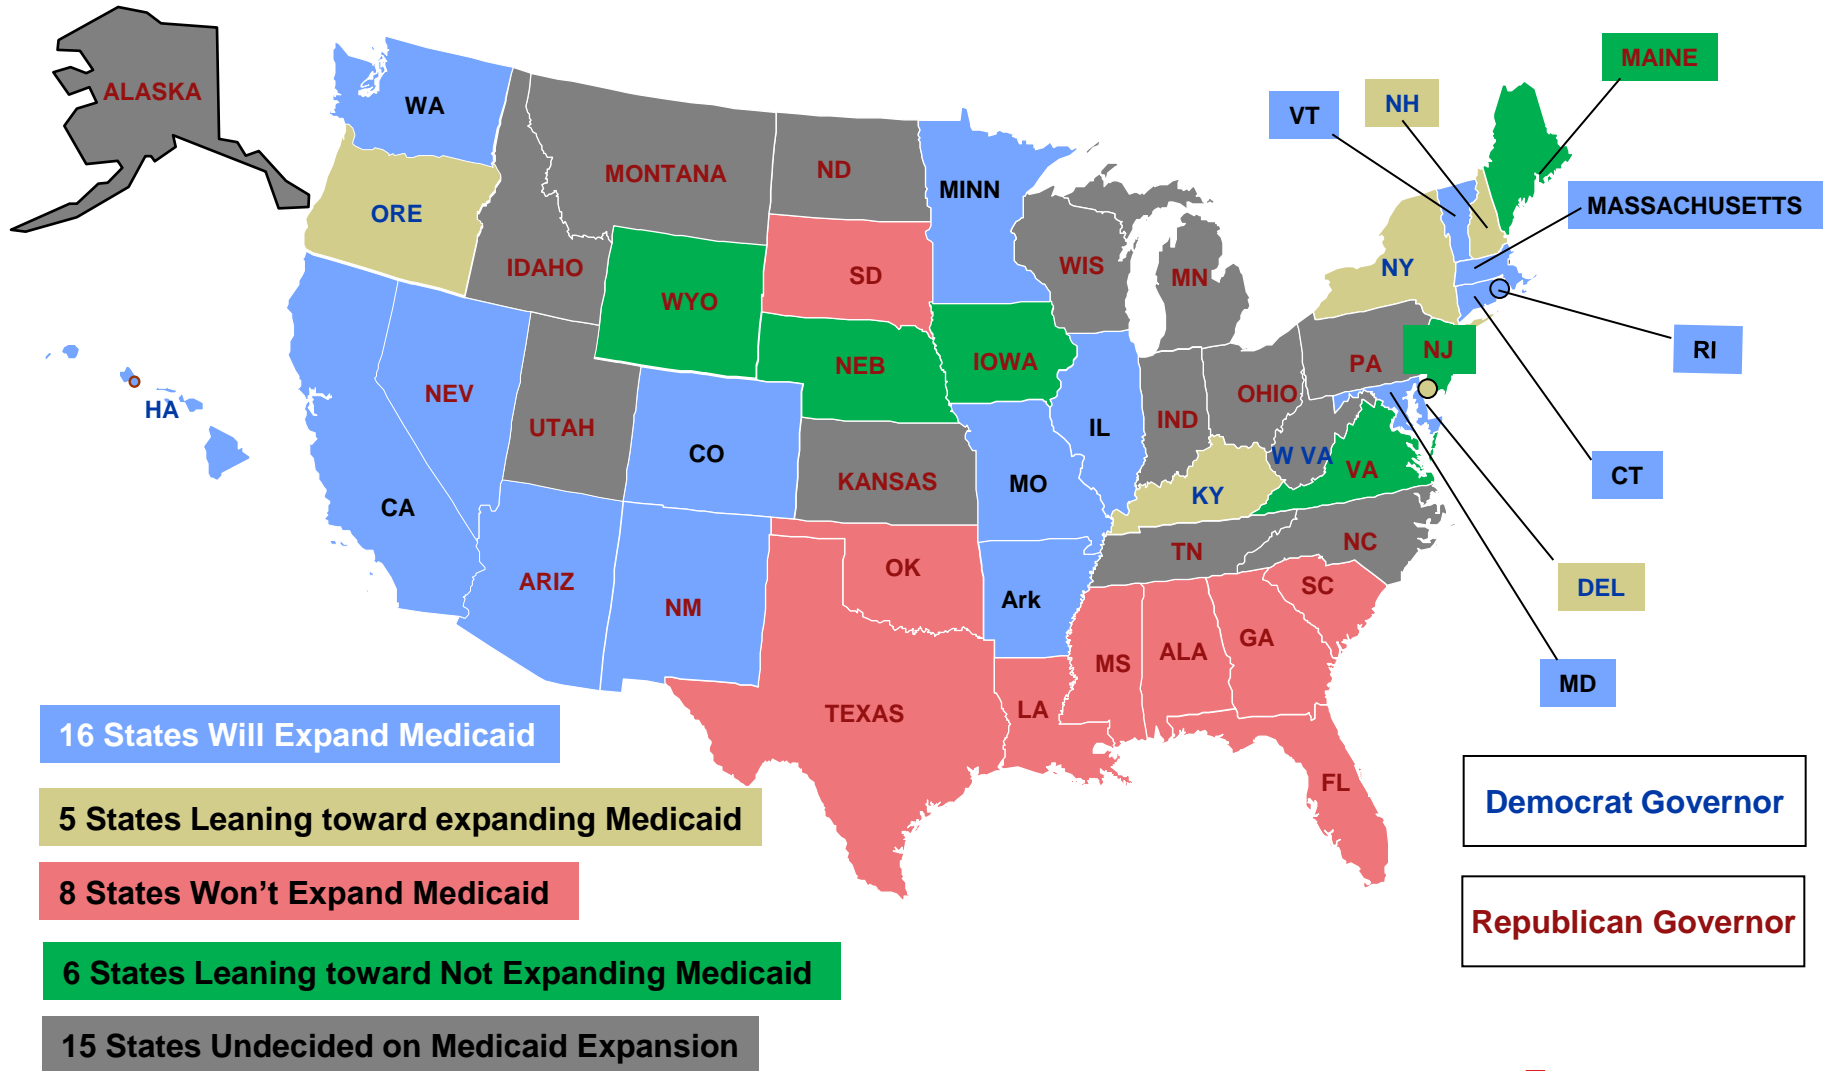 ALASKA
WA
MONTANA
ND
MINN
VT
NH
MAINE
ORE
IDAHO
WYO
SD
WIS
MN
NY
MASSACHUSETTS
NEV
UTAH
CO
NEB
IOWA
IL
IND
OHIO
PA
NJ
RI
HA
CA
KANSAS
MO
KY
W VA
VA
CT
ARIZ
NM
OK
Ark
TN
NC
SC
DEL
TEXAS
LA
MS
ALA
GA
FL
MD
16 States Will Expand Medicaid
5 States Leaning toward expanding Medicaid
8 States Won’t Expand Medicaid
6 States Leaning toward Not Expanding Medicaid
15 States Undecided on Medicaid Expansion
Democrat Governor
Republican Governor